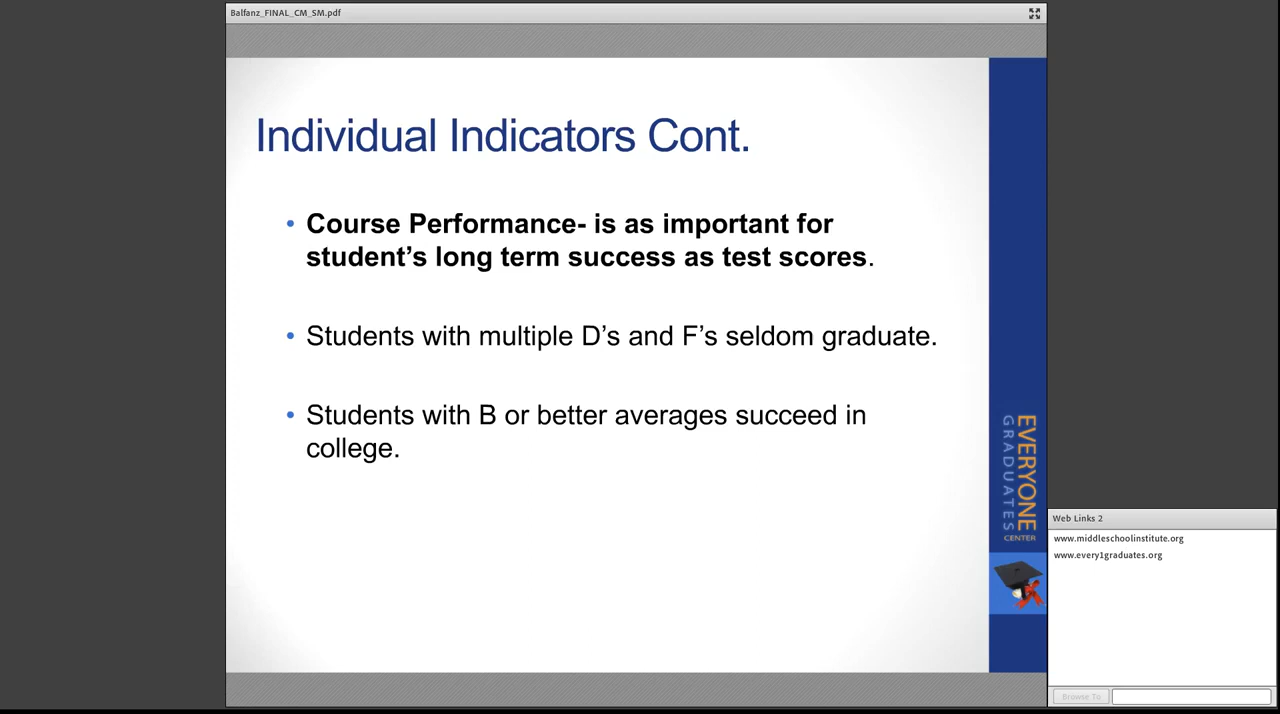 Balfanz_FINAL_CM_SM.pdf
Individual Indicators Cont.
• Course Performance- is as important for
student’s long term success as test scores.
• Students with multiple D’s and F’s seldom graduate.
• Students with B or better averages succeed in
college.
EVERYONE
GRADUATES
CENTER
Web Links 2
www.middleschoolinstitute.org
www.every1graduates.org
Browse To